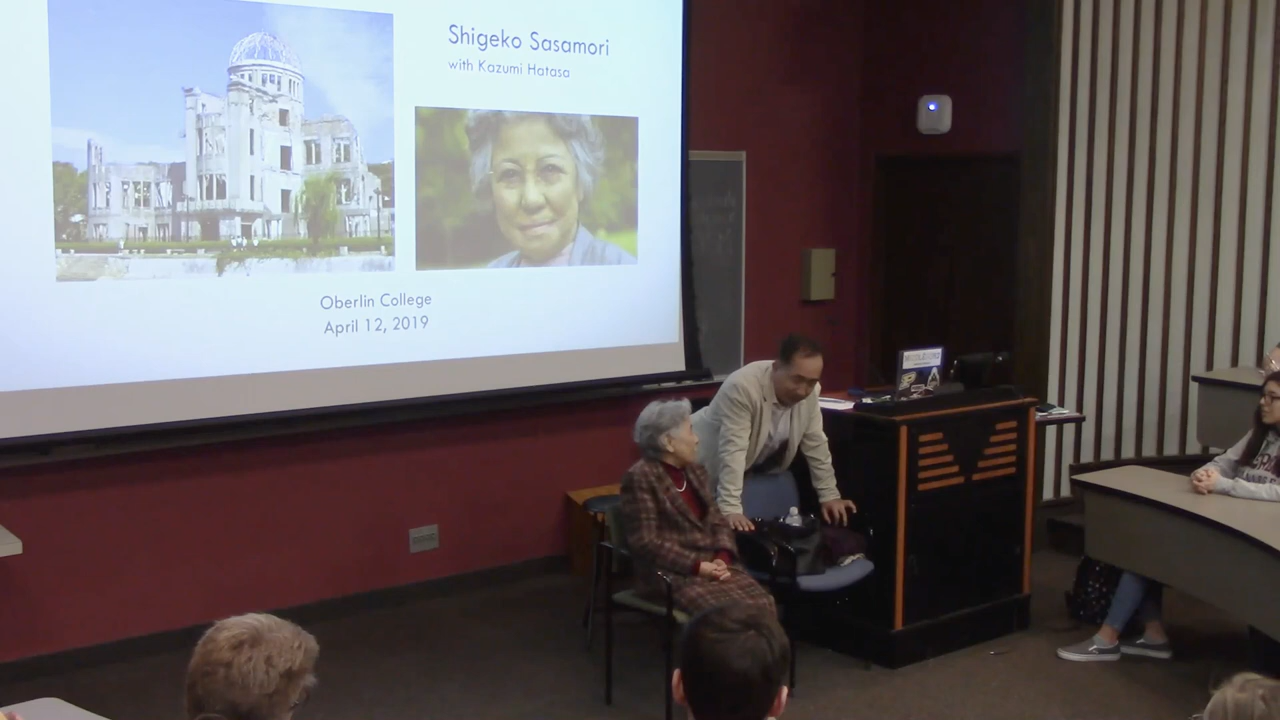 Shigeko Sasamori
with Kazumi Hatasa
Oberlin College
April 12, 2019